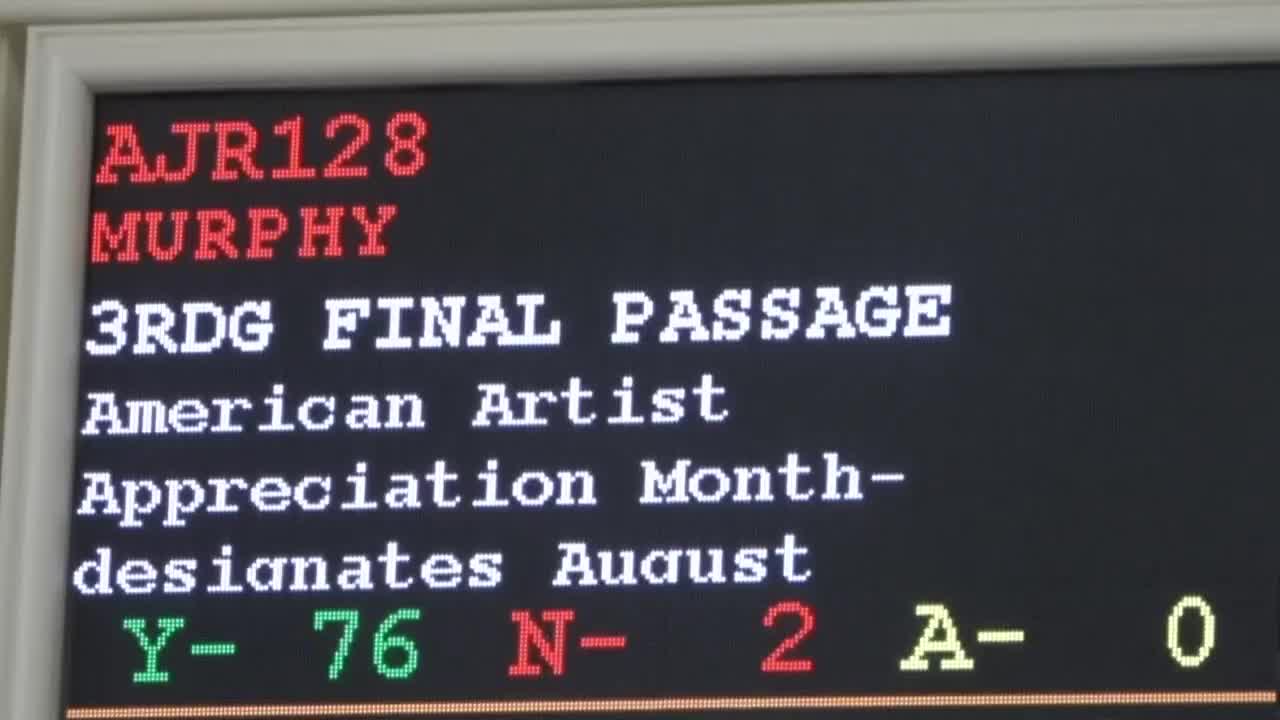 AJR128
MURPHY
3RDG FINAL PASSAGE
American Artist
Appreciation Month-
designates August
Y- 76 N- 2 A- 0